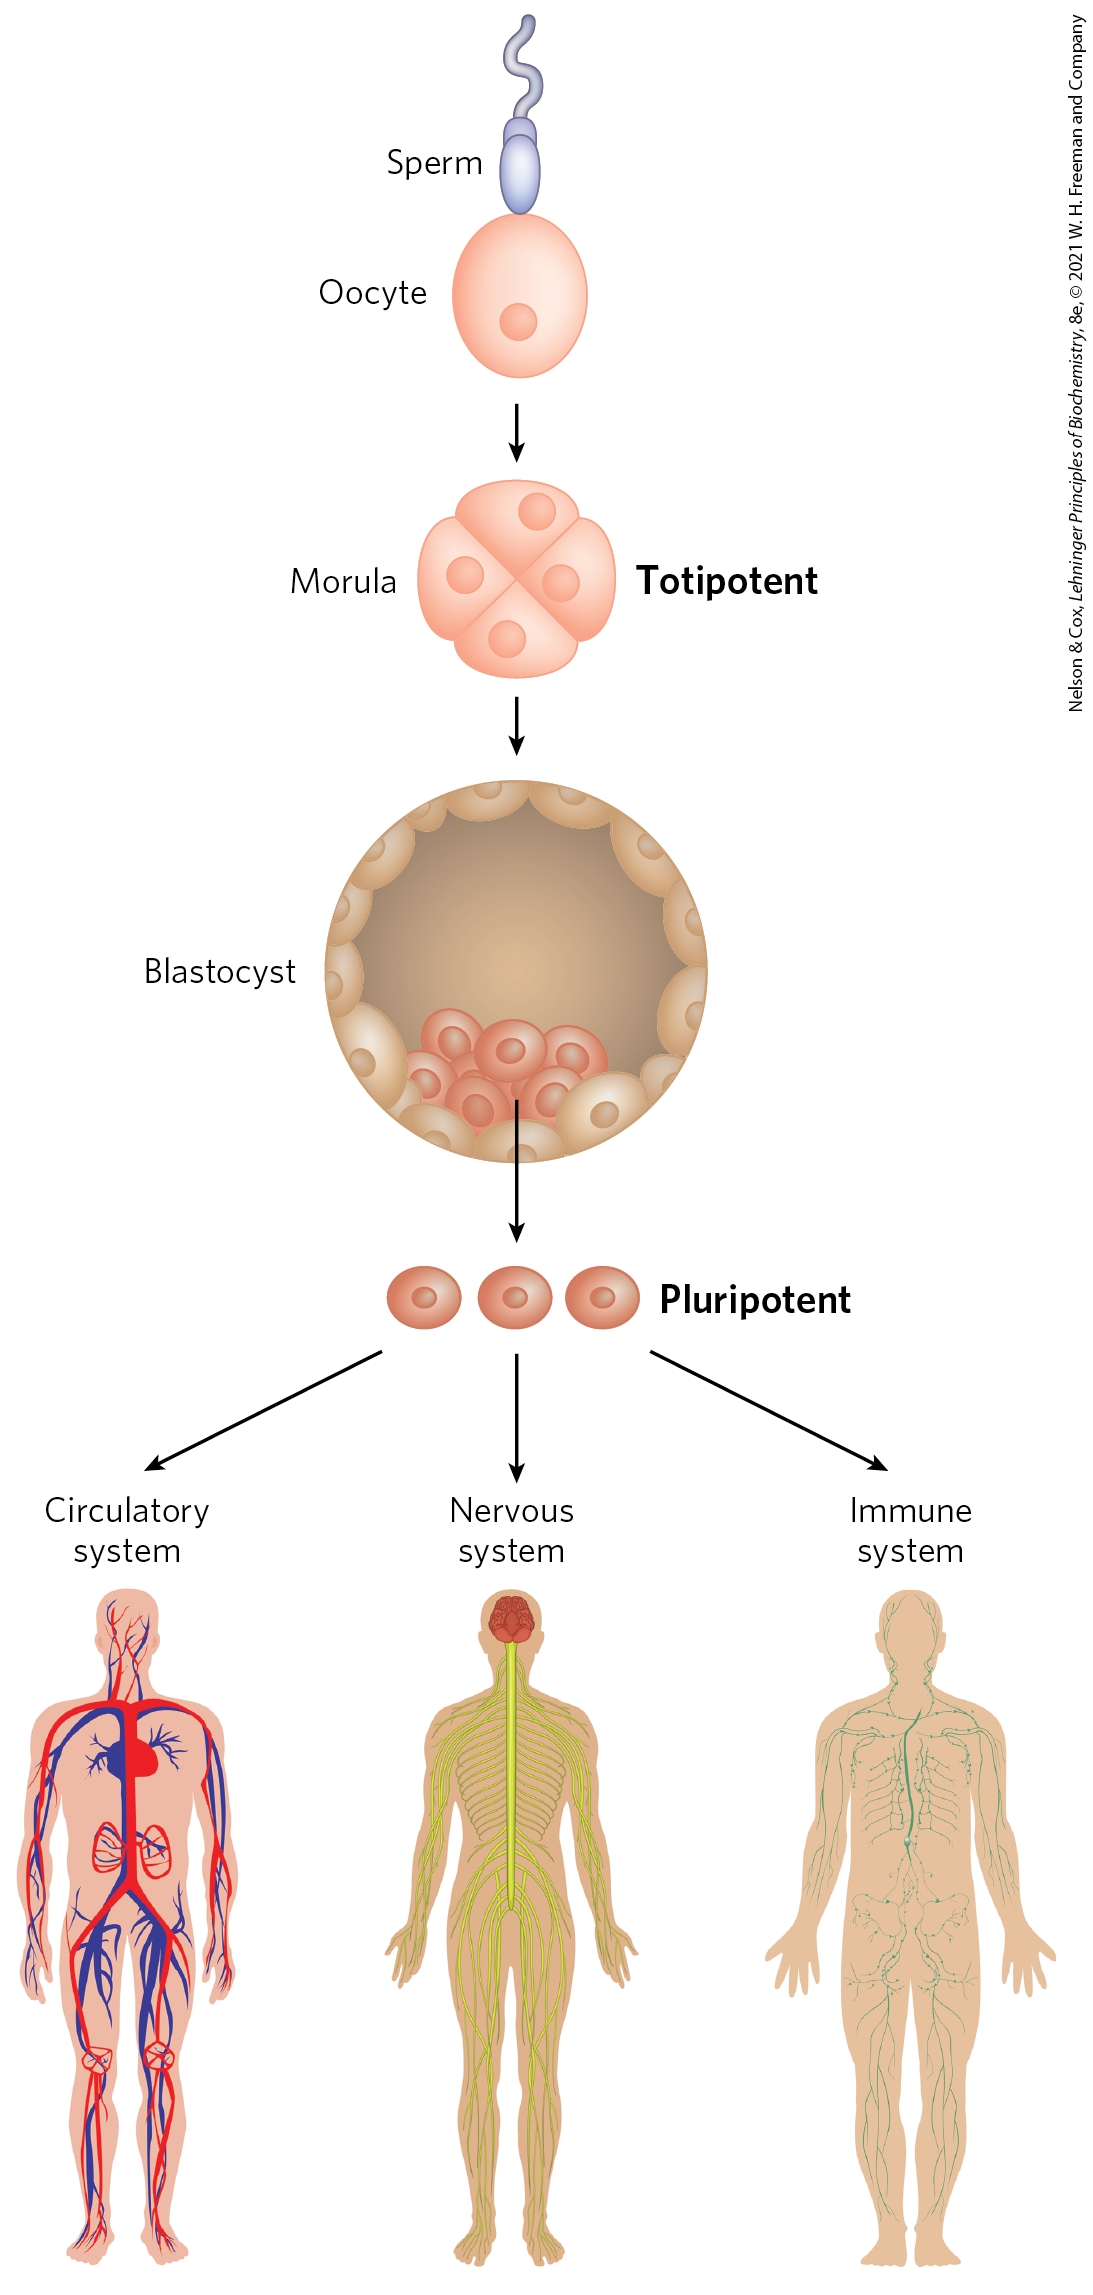 Sperm
Oocyte
Morula
Totipotent
Blastocyst
Pluripotent
Circulatory
system
Nervous
system
Immune
system
Nelson & Cox, Lehninger Principles of Biochemistry, 8e, © 2021 W. H. Freeman and Company